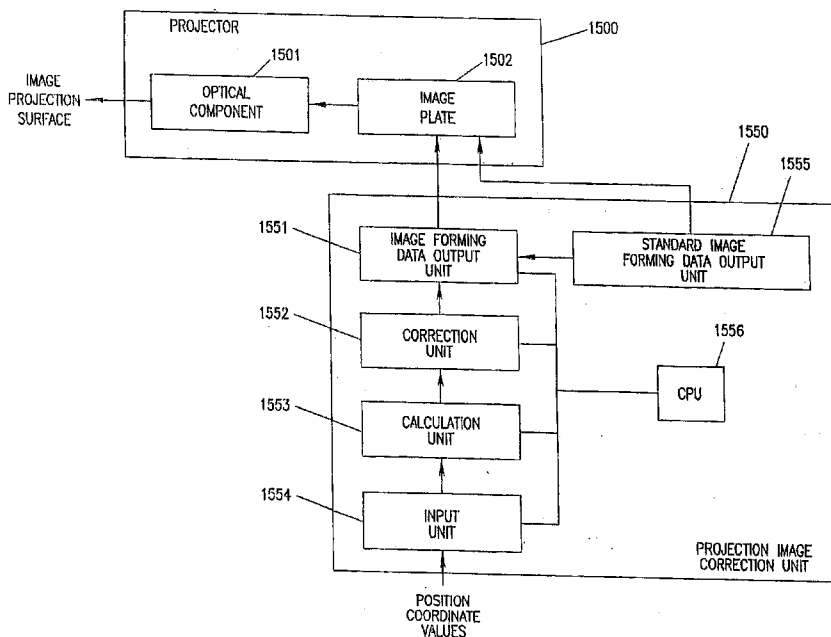 PROJECTOR
1500
1501
1502
IMAGE
PROJECTION
SURFACE
OPTICAL
COMPONENT
IMAGE
PLATE
1550
1555
1551
IMAGE FORMING
DATA OUTPUT
UNIT
STANDARD IMAGE
FORMING DATA OUTPUT
UNIT
1552
CORRECTION
UNIT
1556
CPU
1553
CALCULATION
UNIT
1554
INPUT
UNIT
PROJECTION IMAGE
CORRECTION UNIT
POSITION
COORDINATE
VALUES